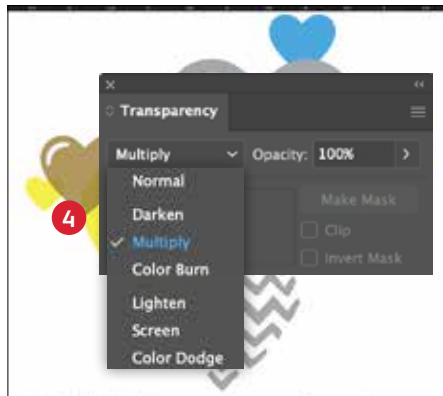 Transparency
Multiply Opacity: 100%
Normal
Darken
Multiply
Color Burn
Lighten
Screen
Color Dodge
Make Mask
Clip
Invert Mask
4